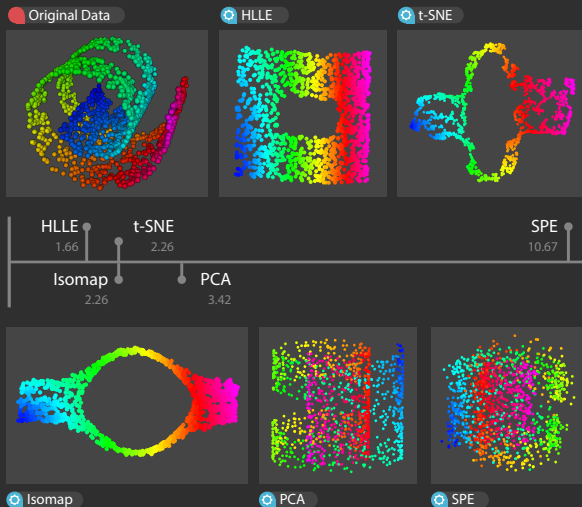 Original Data
HLLE
t-SNE
HLLE
1.66
t-SNE
2.26
SPE
10.67
Isomap
2.26
PCA
3.42
Isomap
PCA
SPE